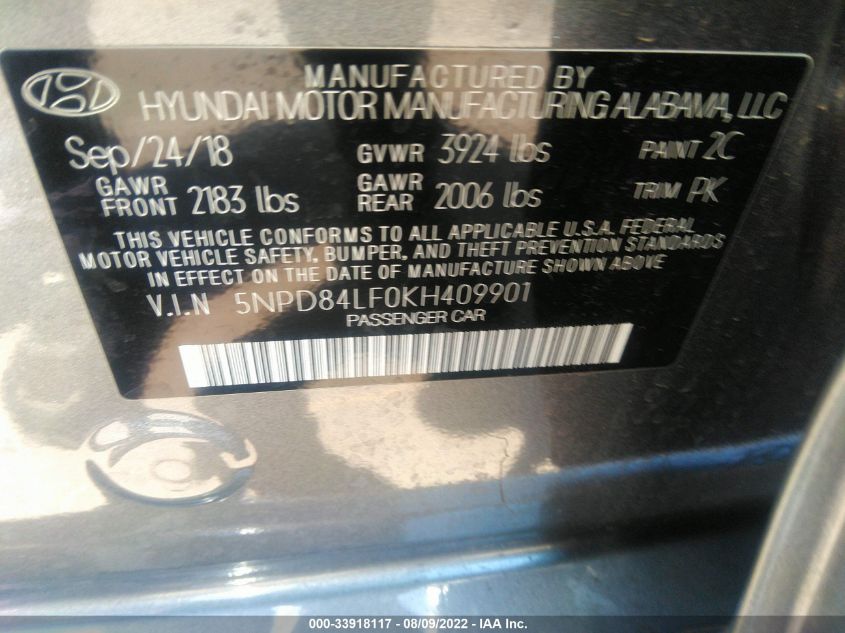 MANUFACTURED BY
HYUNDAI MOTOR MANUFACTURING ALABAMA, LLC
Sep/24/18 GVWR 3924 lbs PAINT 2C
GAWR FRONT 2183 lbs GAWR REAR 2006 lbs TRIM PK
THIS VEHICLE CONFORMS TO ALL APPLICABLE U.S.A. FEDERAL
MOTOR VEHICLE SAFETY, BUMPER, AND THEFT PREVENTION STANDARDS
IN EFFECT ON THE DATE OF MANUFACTURE SHOWN ABOVE.
V.I.N 5NPD84LF0KH409901
PASSENGER CAR
000-33918117 - 08/09/2022 - IAA Inc.